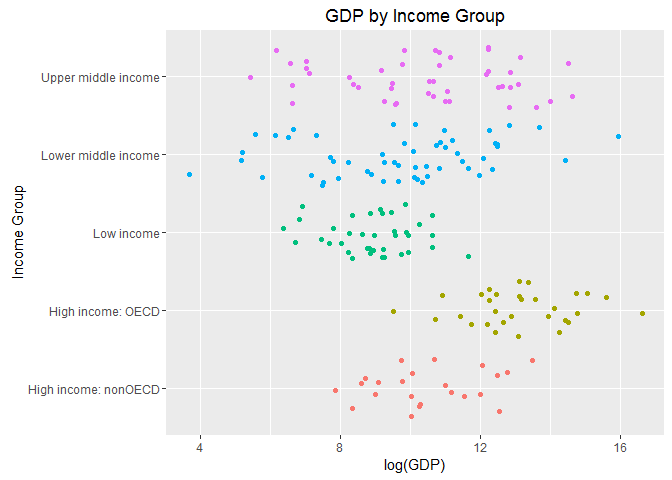 GDP by Income Group
Income Group
Upper middle income
Lower middle income
Low income
High income: OECD
High income: nonOECD
4 8 12 16
log(GDP)